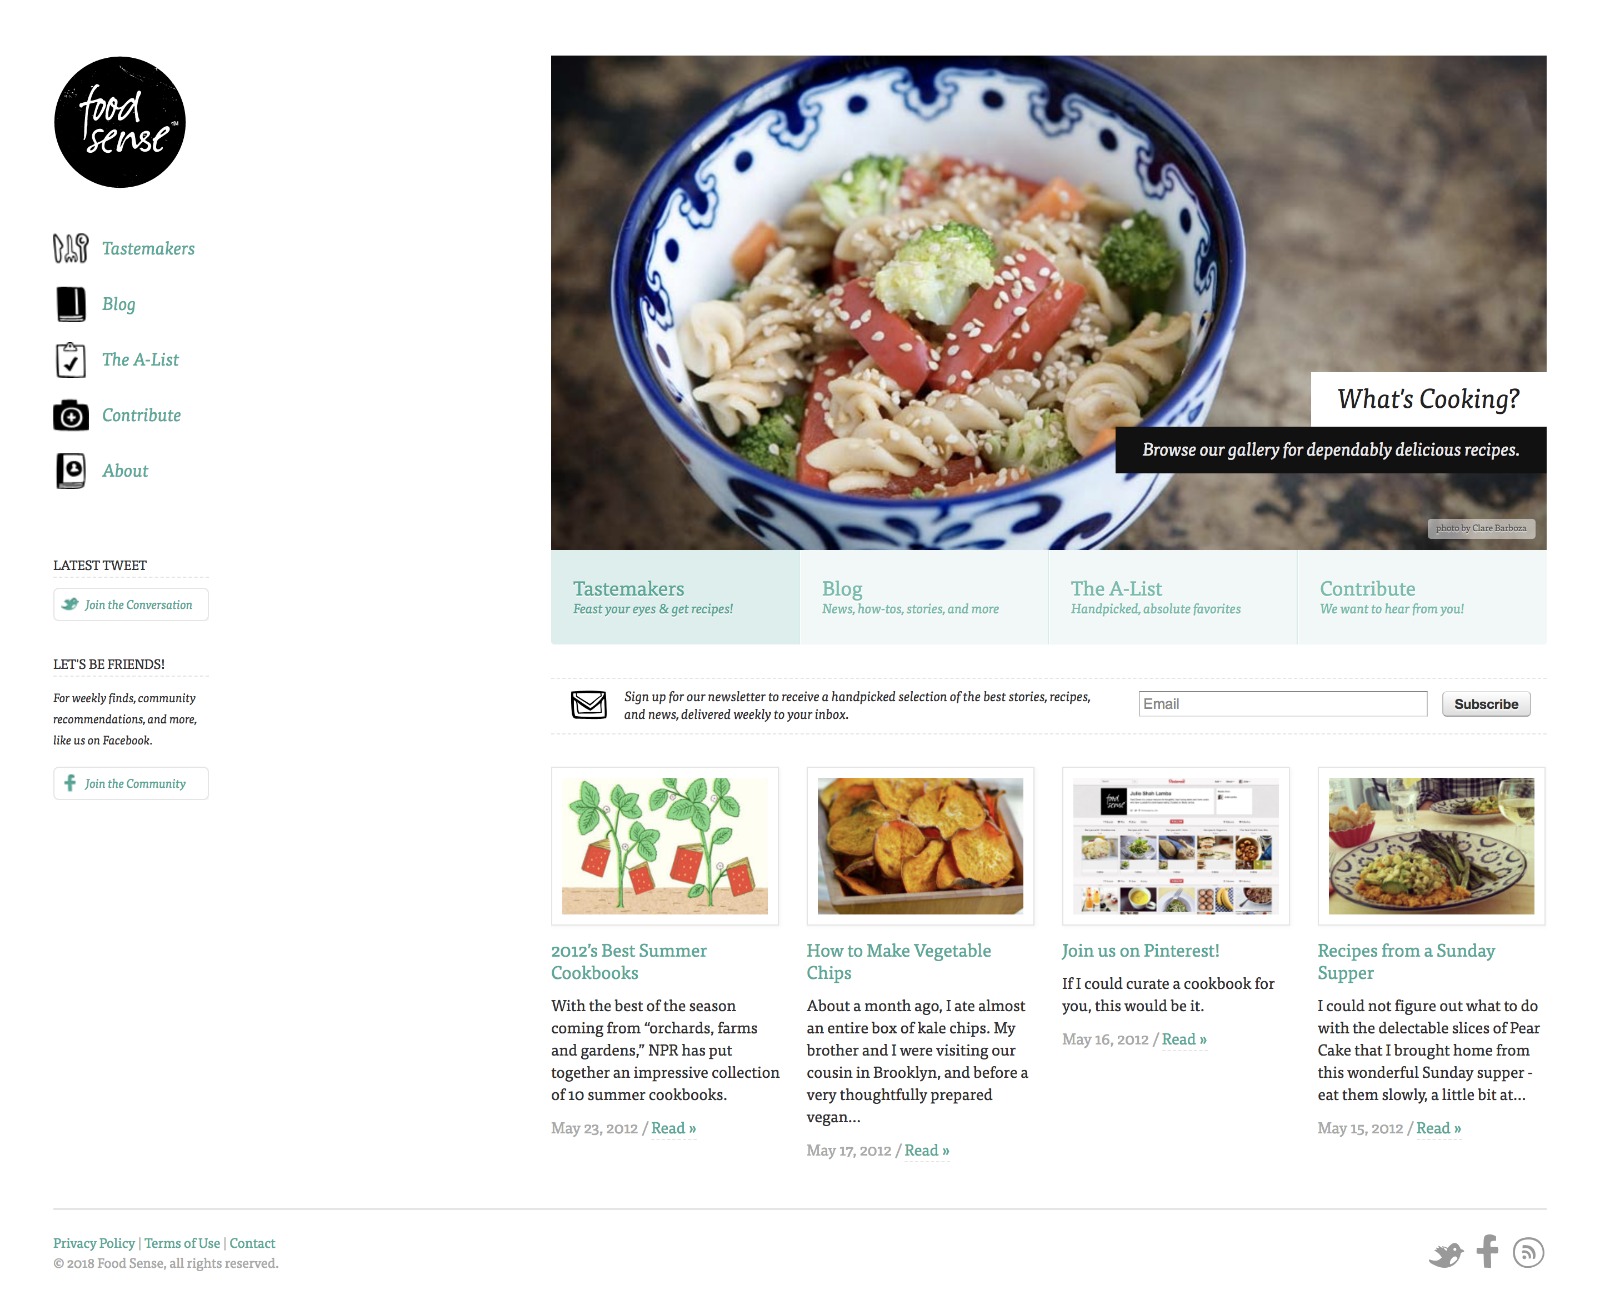 food
sense™
Tastemakers
Blog
The A-List
Contribute
About
LATEST TWEET
Join the Conversation
LET'S BE FRIENDS!
For weekly finds, community
recommendations, and more,
like us on Facebook.
Join the Community
What's Cooking?
Browse our gallery for dependably delicious recipes.
photo by Clare Barboza
Tastemakers
Feast your eyes & get recipes!
Blog
News, how-tos, stories, and more
The A-List
Handpicked, absolute favorites
Contribute
We want to hear from you!
Sign up for our newsletter to receive a handpicked selection of the best stories, recipes,
and news, delivered weekly to your inbox.
Email
Subscribe
food
sense
Julie Shah Lamba
2012’s Best Summer
Cookbooks
With the best of the season
coming from “orchards, farms
and gardens,” NPR has put
together an impressive collection
of 10 summer cookbooks.
May 23, 2012 / Read »
How to Make Vegetable
Chips
About a month ago, I ate almost
an entire box of kale chips. My
brother and I were visiting our
cousin in Brooklyn, and before a
very thoughtfully prepared
vegan...
May 17, 2012 / Read »
Join us on Pinterest!
If I could curate a cookbook for
you, this would be it.
May 16, 2012 / Read »
Recipes from a Sunday
Supper
I could not figure out what to do
with the delectable slices of Pear
Cake that I brought home from
this wonderful Sunday supper -
eat them slowly, a little bit at...
May 15, 2012 / Read »
Privacy Policy | Terms of Use | Contact
© 2018 Food Sense, all rights reserved.